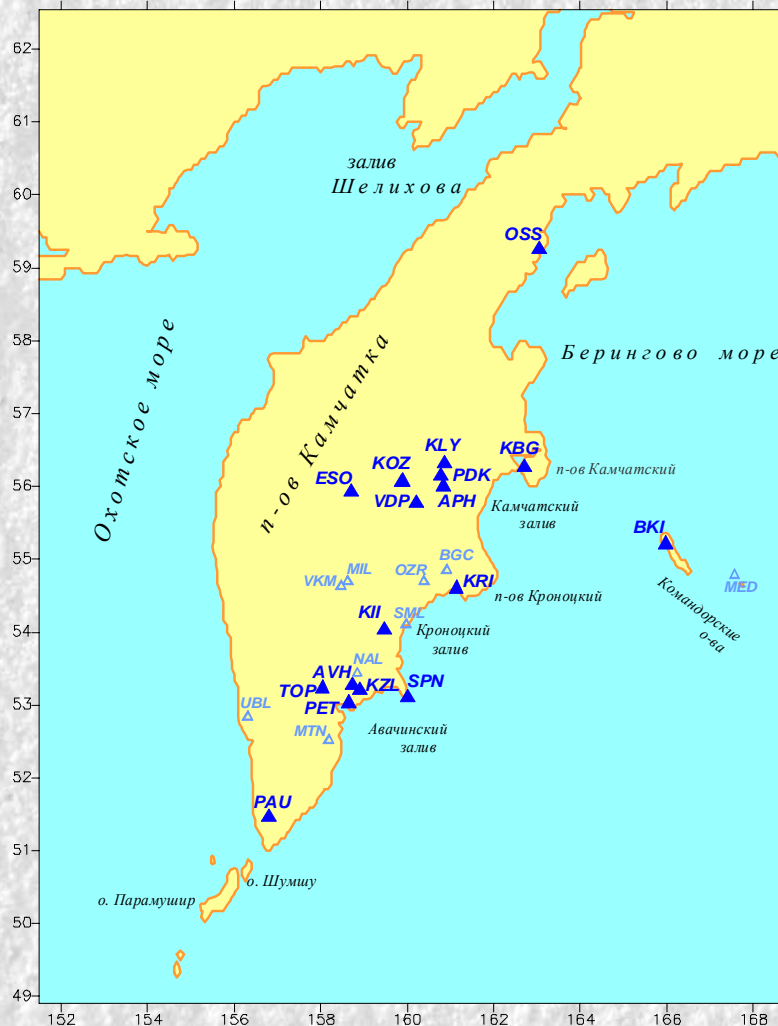 62
61
60
59
58
57
56
55
54
53
52
51
50
49
залив
Шелихова
OSS
Охотское море
п-ов Камчатка
Берингово море
KLY
KBG
KOZ
PDK
п-ов Камчатский
ESO
VDP
APH
Камчатский
залив
BKI
BGC
MIL
OZR
VKM
KRI
MED
п-ов Кроноцкий
Командорские
о-ва
SML
KII
Кроноцкий
залив
NAL
AVH
SPN
TOP
KZL
UBL
PET
MTN
Авачинский
залив
PAU
о. Шумшу
о. Парамушир
152
154
156
158
160
162
164
166
168